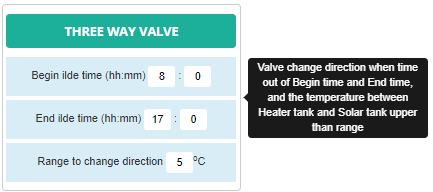 THREE WAY VALVE
Begin ilde time (hh:mm) 8 : 0
End ilde time (hh:mm) 17 : 0
Range to change direction 5 ⁰C
Valve change direction when time
out of Begin time and End time,
and the temperature between
Heater tank and Solar tank upper
than range